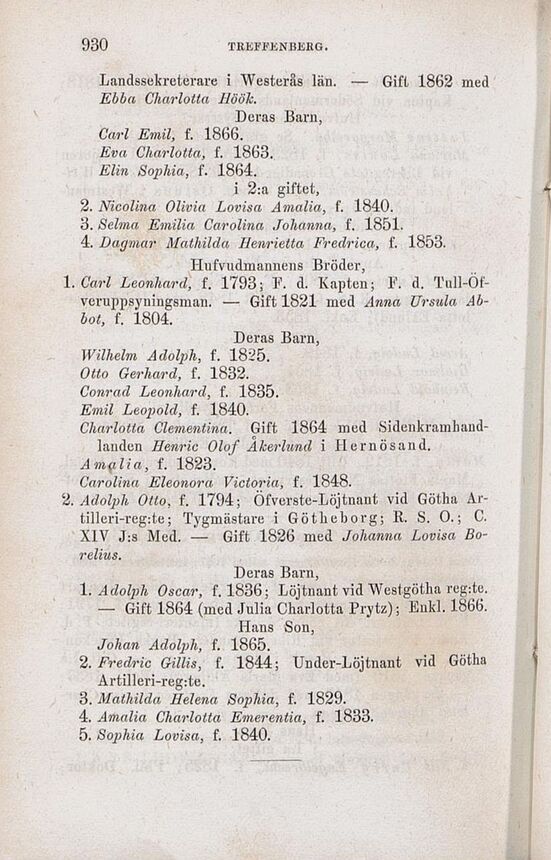 930
TREFFENBERG.
Landssekreterare i Westerås län. — Gift 1862 med
Ebba Charlotta Höök.
Deras Barn,
Carl Emil, f. 1866.
Eva Charlotta, f. 1863.
Elin Sophia, f. 1864.
i 2:a giftet,
2. Nicolina Olivia Lovisa Amalia, f. 1840.
3. Selma Emilia Carolina Johanna, f. 1851.
4. Dagmar Mathilda Henrietta Fredrica, f. 1853.
Hufvudmannens Bröder,
1. Carl Leonhard, f. 1793; F. d. Kapten; F. d. Tull-Öf-
veruppsyningsman. — Gift 1821 med Anna Ursula Ab-
bot, f. 1804.
Deras Barn,
Wilhelm Adolph, f. 1825.
Otto Gerhard, f. 1832.
Conrad Leonhard, f. 1835.
Emil Leopold, f. 1840.
Charlotta Clementina. Gift 1864 med Sidenkramhand-
landen Henric Olof Åkerlund i Hernösand.
Amalia, f. 1823.
Carolina Eleonora Victoria, f. 1848.
2. Adolph Otto, f. 1794; Öfverste-Löjtnant vid Götha Ar-
tilleri-reg:te; Tygmästare i Götheborg; R. S. O.; C.
XIV J:s Med. — Gift 1826 med Johanna Lovisa Bo-
relius.
Deras Barn,
1. Adolph Oscar, f. 1836; Löjtnant vid Westgötha reg:te.
— Gift 1864 (med Julia Charlotta Prytz); Enkl. 1866.
Hans Son,
Johan Adolph, f. 1865.
2. Fredric Gillis, f. 1844; Under-Löjtnant vid Götha
Artilleri-reg:te.
3. Mathilda Helena Sophia, f. 1829.
4. Amalia Charlotta Emerentia, f. 1833.
5. Sophia Lovisa, f. 1840.